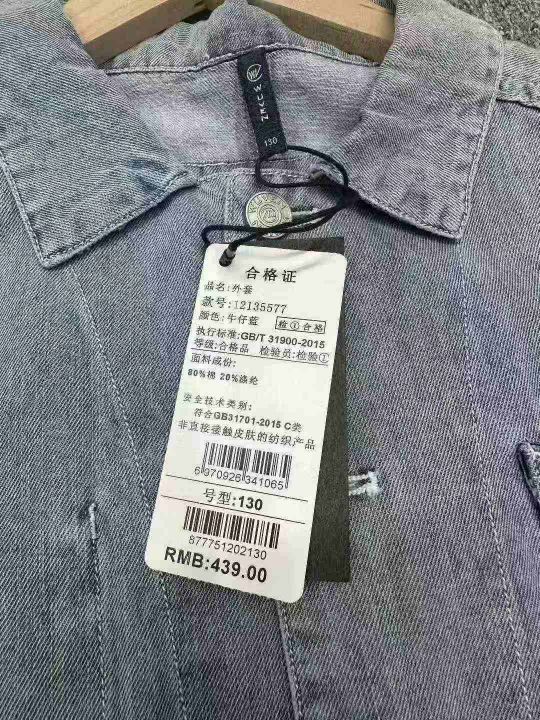 130
合格证
品名:外套
款号:12135577
颜色:牛仔蓝 检①合格
执行标准:GB/T 31900-2015
等级:合格品 检验员:检验①
面料成份:
80%棉 20%涤纶
安全技术类别:
符合GB31701-2015 C类
非直接接触皮肤的纺织产品
6 370926 341065
号型:130
877751202130
RMB:439.00